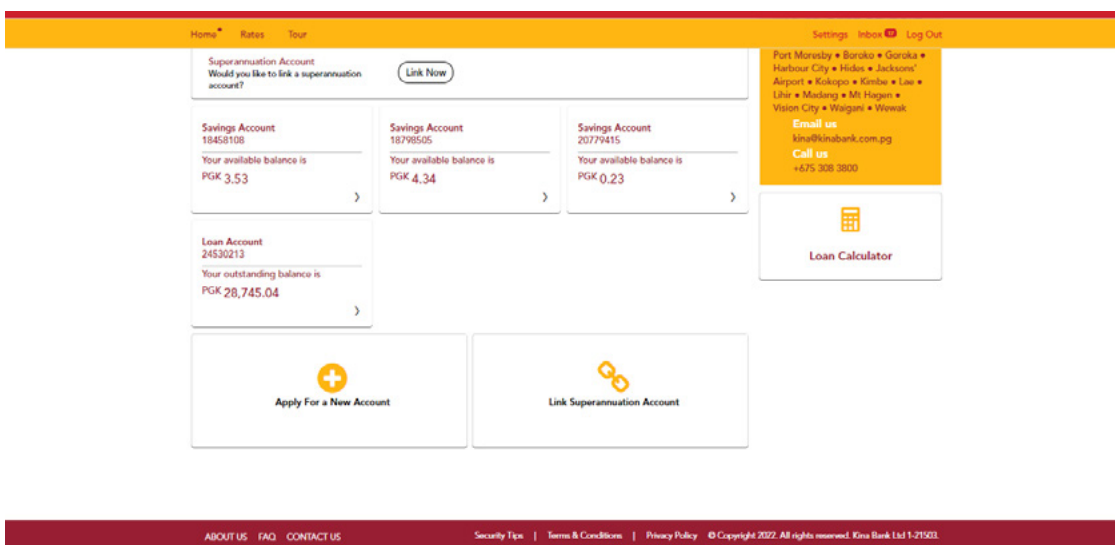 Home Rates Tour
Settings Inbox 17 Log Out
Superannuation Account
Would you like to link a superannuation
account?
Link Now
Port Moresby • Boroko • Goroka •
Harbour City • Hides • Jacksons'
Airport • Kokopo • Kimbe • Lae •
Lihir • Madang • Mt Hagen •
Vision City • Waigani • Wewak
Email us
kina@kinabank.com.pg
Call us
+675 308 3800
Savings Account
18458108
Your available balance is
PGK 3.53
Savings Account
18798505
Your available balance is
PGK 4.34
Savings Account
20779415
Your available balance is
PGK 0.23
Loan Calculator
Loan Account
24530213
Your outstanding balance is
PGK 28,745.04
Apply For a New Account
Link Superannuation Account
ABOUT US FAQ CONTACT US
Security Tips | Terms & Conditions | Privacy Policy © Copyright 2022. All rights reserved. Kina Bank Ltd 1-21503.